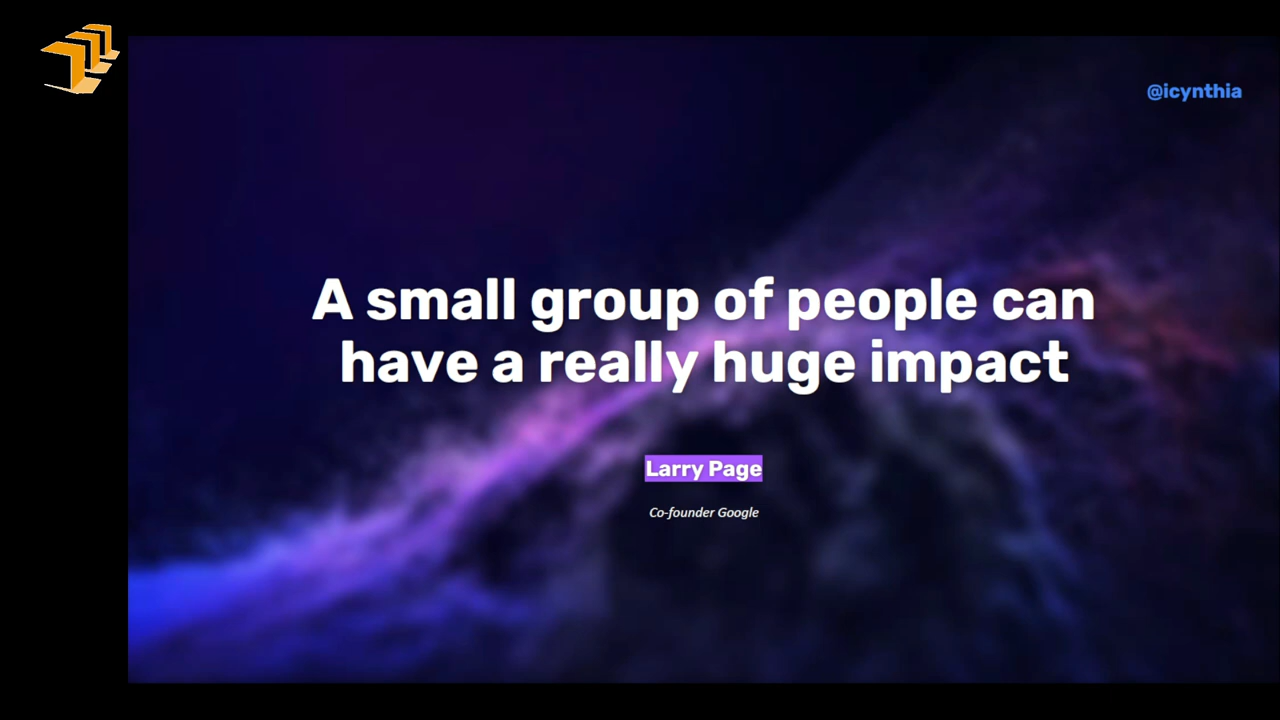 @icynthia
A small group of people can
have a really huge impact
Larry Page
Co-founder Google